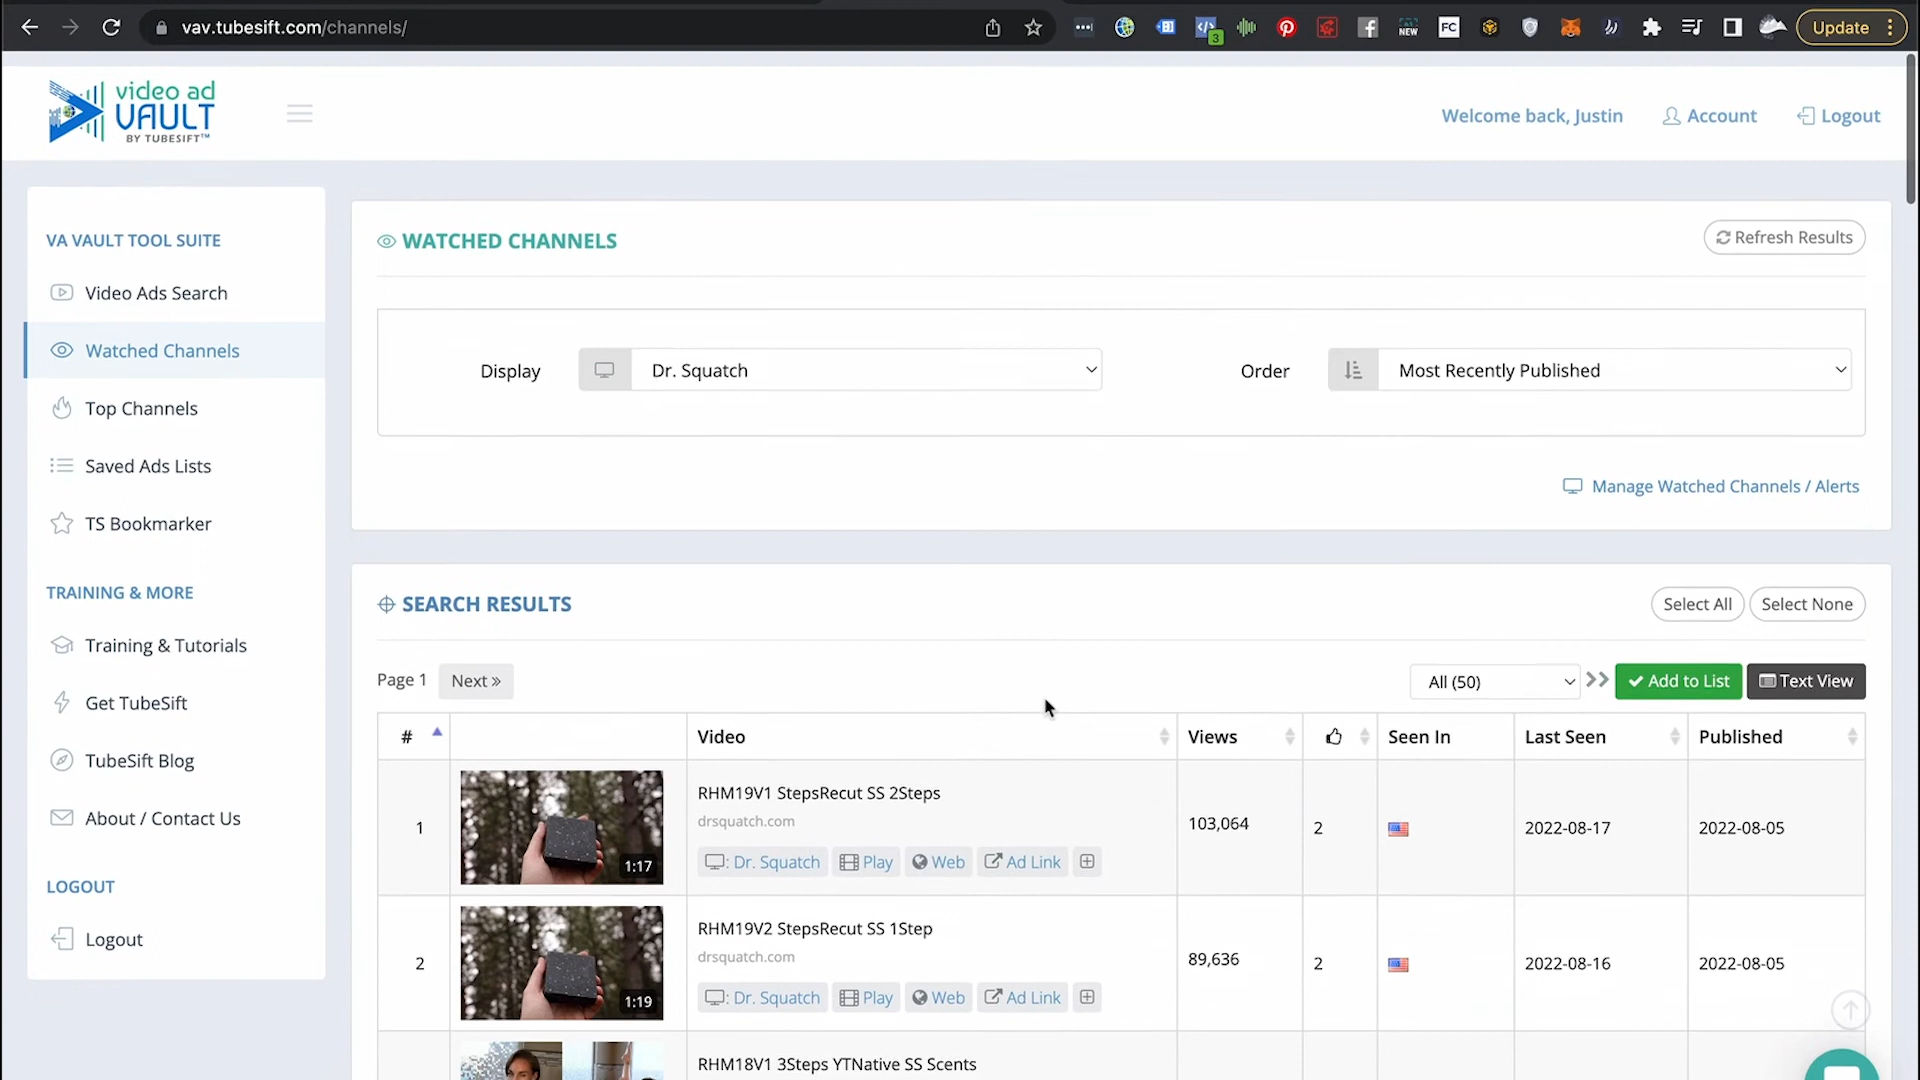 vav.tubesift.com/channels/
3
NEW
FC
Update
video ad
VAULT
BY TUBESIFT™
Welcome back, Justin
Account
Logout
VA VAULT TOOL SUITE
Video Ads Search
Watched Channels
Top Channels
Saved Ads Lists
TS Bookmarker
TRAINING & MORE
Training & Tutorials
Get TubeSift
TubeSift Blog
About / Contact Us
LOGOUT
Logout
WATCHED CHANNELS
Refresh Results
Display
Dr. Squatch
Order
Most Recently Published
Manage Watched Channels / Alerts
SEARCH RESULTS
Select All
Select None
Page 1
Next »
All (50)
Add to List
Text View
# Video Views Seen In Last Seen Published
1
1:17
RHM19V1 StepsRecut SS 2Steps
drsquatch.com
: Dr. Squatch Play Web Ad Link
103,064
2
2022-08-17
2022-08-05
2
1:19
RHM19V2 StepsRecut SS 1Step
drsquatch.com
: Dr. Squatch Play Web Ad Link
89,636
2
2022-08-16
2022-08-05
RHM18V1 3Steps YTNative SS Scents